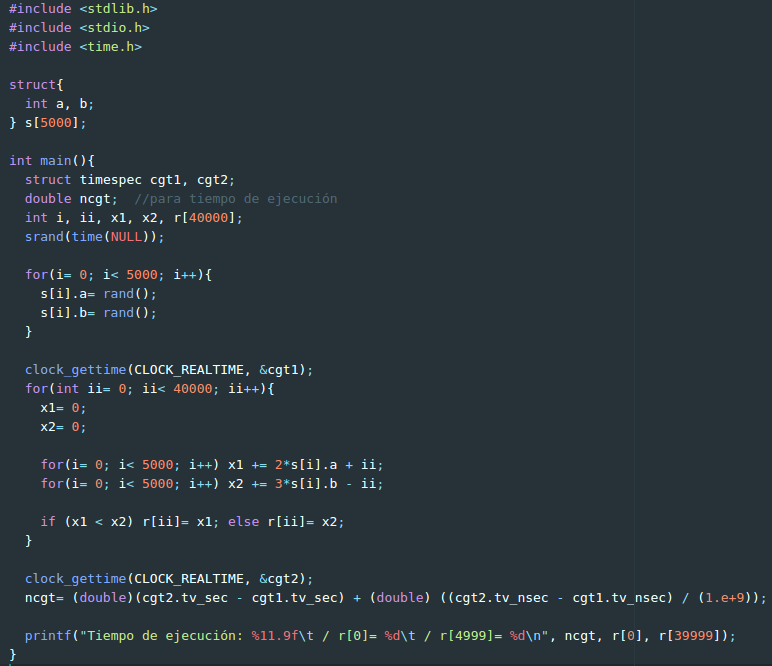 #include <stdlib.h>
#include <stdio.h>
#include <time.h>
struct{
int a, b;
} s[5000];
int main(){
struct timespec cgt1, cgt2;
double ncgt; //para tiempo de ejecución
int i, ii, x1, x2, r[40000];
srand(time(NULL));
for(i= 0; i< 5000; i++){
s[i].a= rand();
s[i].b= rand();
}
clock_gettime(CLOCK_REALTIME, &cgt1);
for(int ii= 0; ii< 40000; ii++){
x1= 0;
x2= 0;
for(i= 0; i< 5000; i++) x1 += 2*s[i].a + ii;
for(i= 0; i< 5000; i++) x2 += 3*s[i].b - ii;
if (x1 < x2) r[ii]= x1; else r[ii]= x2;
}
clock_gettime(CLOCK_REALTIME, &cgt2);
ncgt= (double)(cgt2.tv_sec - cgt1.tv_sec) + (double) ((cgt2.tv_nsec - cgt1.tv_nsec) / (1.e+9));
printf("Tiempo de ejecución: %11.9f\t / r[0]= %d\t / r[4999]= %d\n", ncgt, r[0], r[39999]);
}